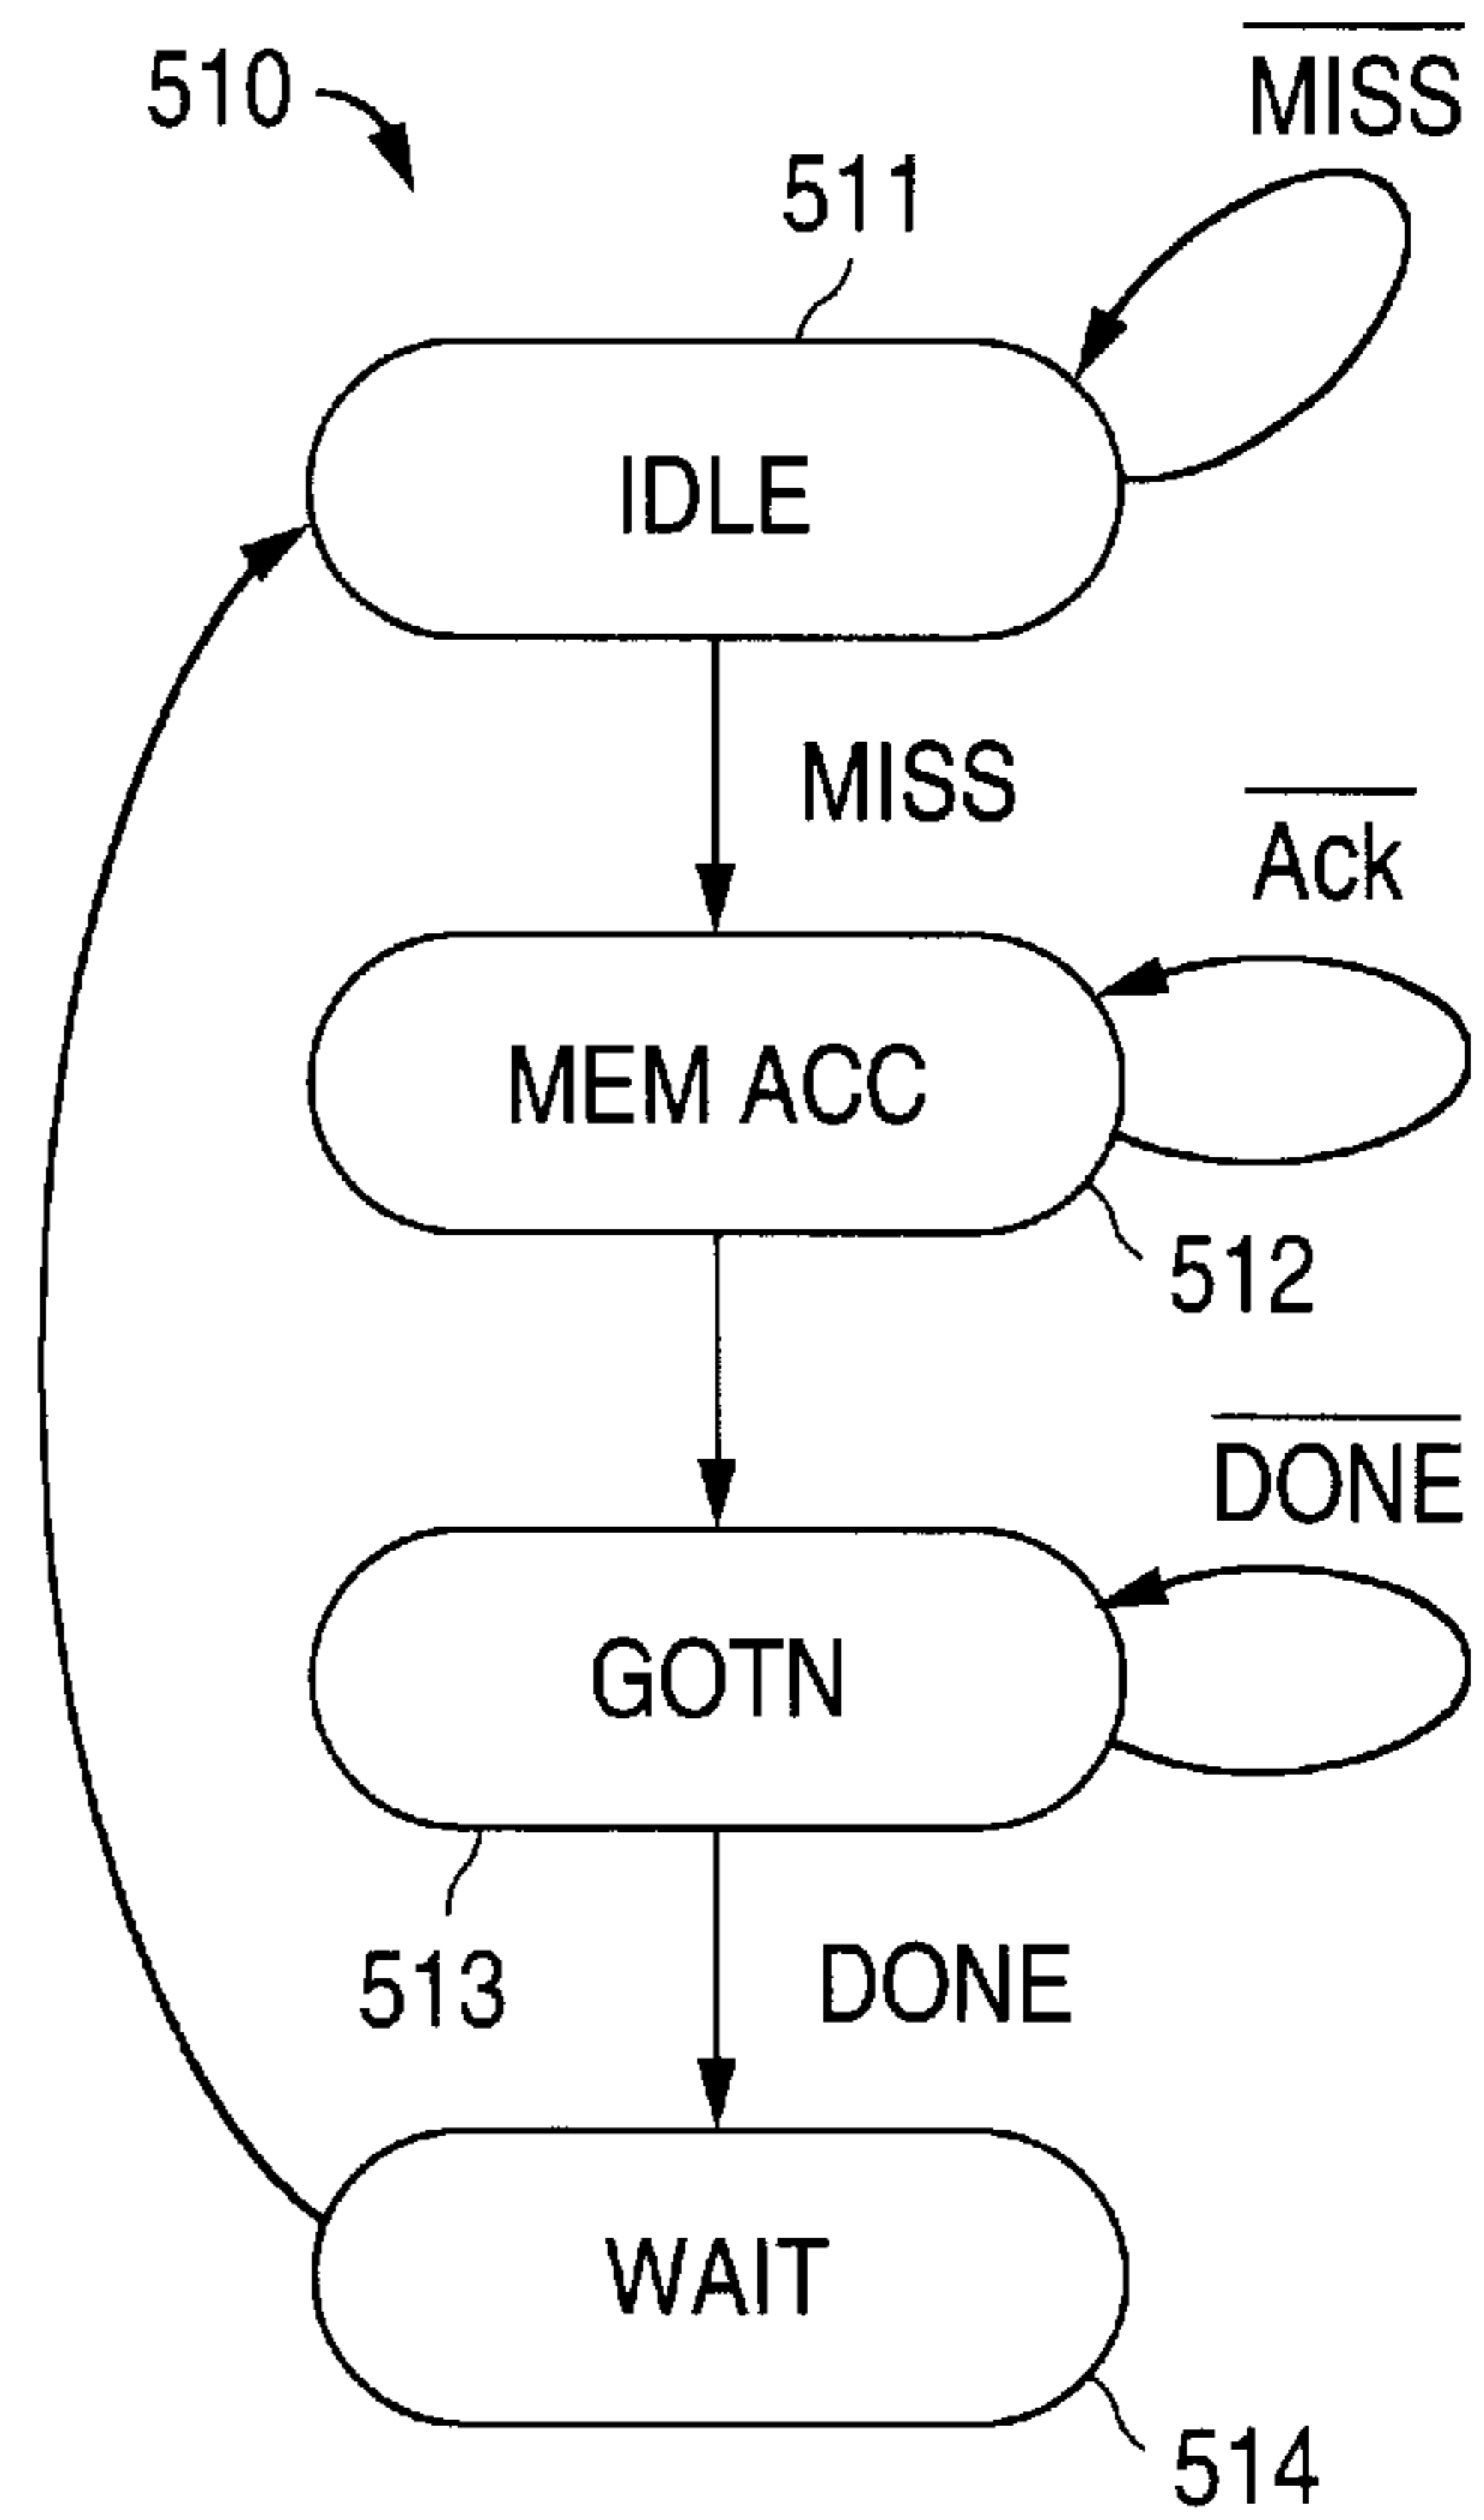 510
MISS
511
IDLE
MISS
Ack
MEM ACC
512
DONE
GOTN
513
DONE
WAIT
514